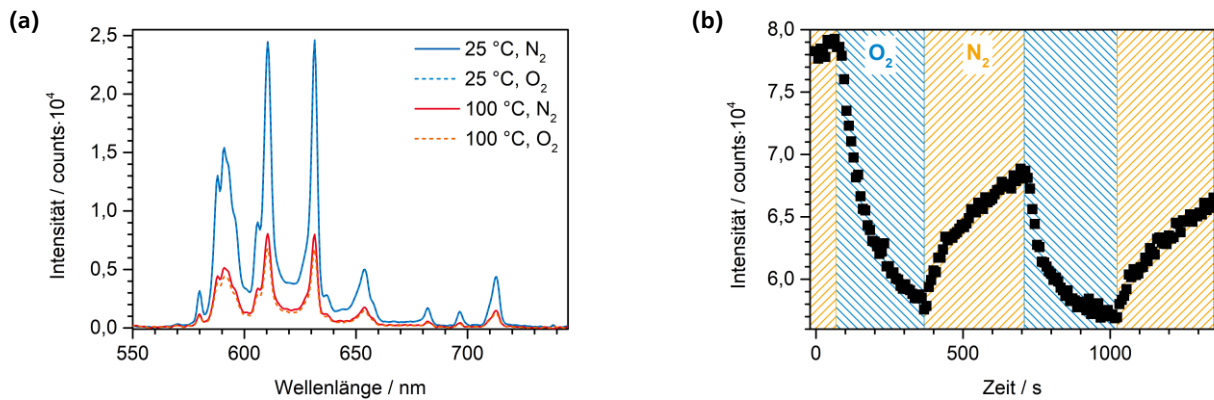 (a)
2,5
2,0
1,5
1,0
0,5
0,0
550
600
650
700
Intensität / counts·10⁴
Wellenlänge / nm
25 °C, N₂
25 °C, O₂
100 °C, N₂
100 °C, O₂
(b)
8,0
7,5
7,0
6,5
6,0
0
500
1000
Intensität / counts·10⁴
Zeit / s
O₂
N₂